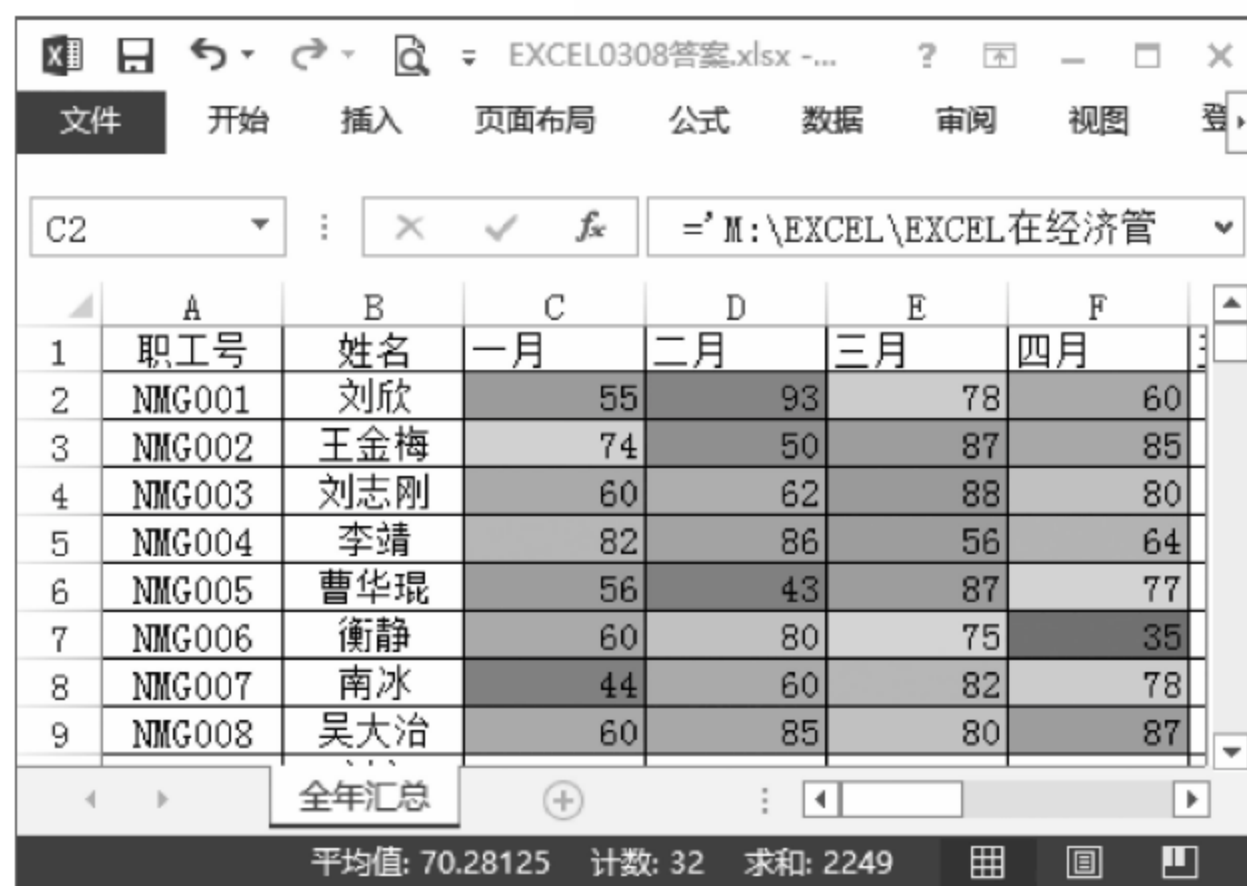 EXCEL0308答案.xlsx -... ?
文件 开始 插入 页面布局 公式 数据 审阅 视图 登
C2 fx ='M:\EXCEL\EXCEL在经济管
A B C D E F
1 职工号 姓名 一月 二月 三月 四月
2 NMG001 刘欣 55 93 78 60
3 NMG002 王金梅 74 50 87 85
4 NMG003 刘志刚 60 62 88 80
5 NMG004 李靖 82 86 56 64
6 NMG005 曹华琨 56 43 87 77
7 NMG006 衡静 60 80 75 35
8 NMG007 南冰 44 60 82 78
9 NMG008 吴大治 60 85 80 87
全年汇总
平均值: 70.28125 计数: 32 求和: 2249